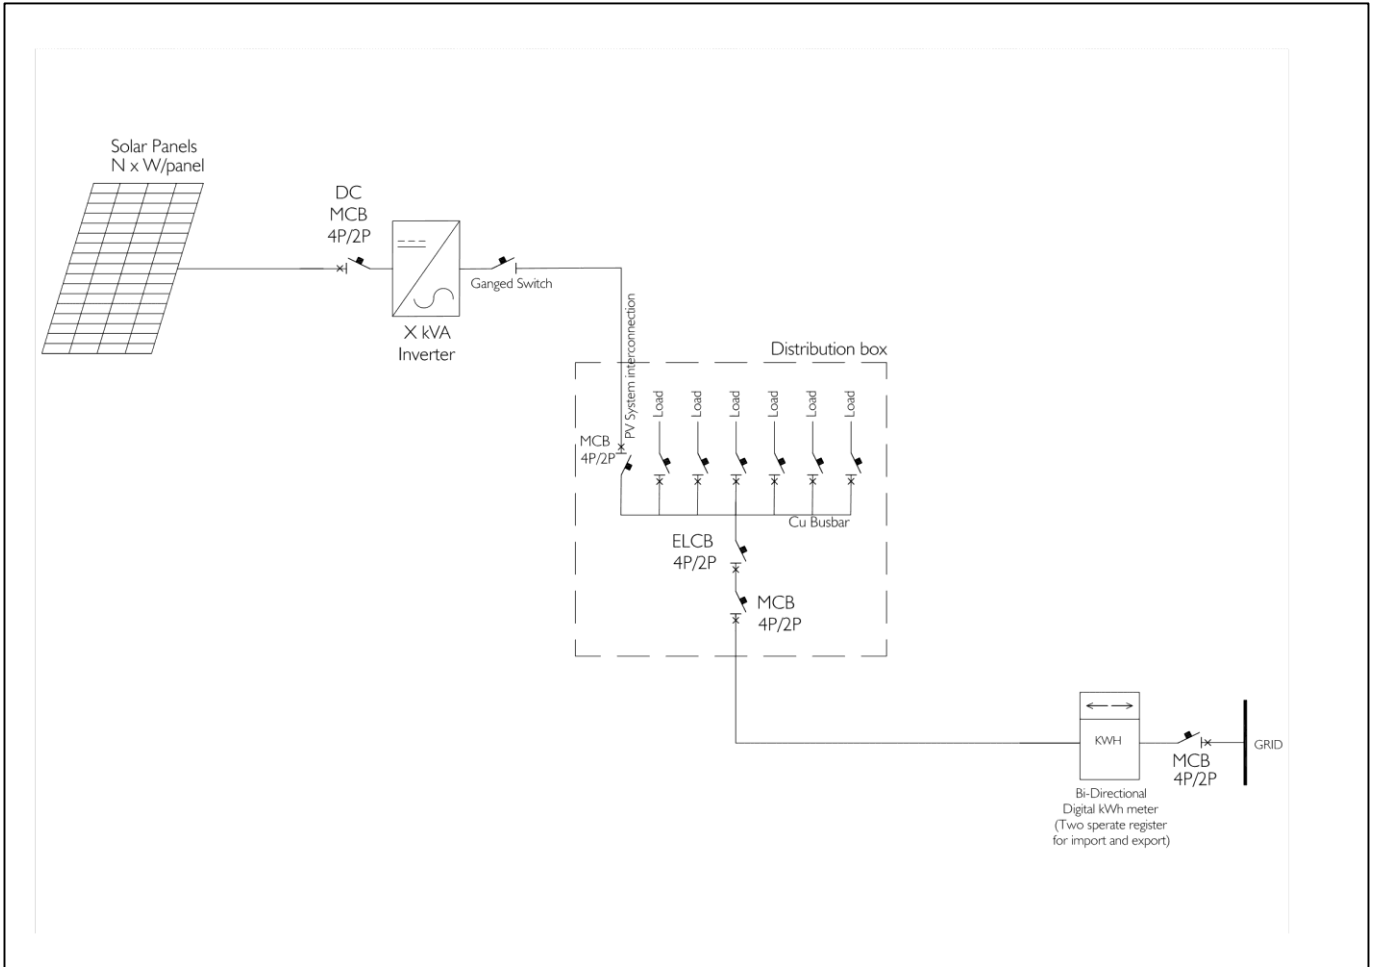 Solar Panels
N x W/panel
DC
MCB
4P/2P
Ganged Switch
X kVA
Inverter
PV System interconnection
Distribution box
Load
Load
Load
Load
Load
Load
MCB
4P/2P
Cu Busbar
ELCB
4P/2P
MCB
4P/2P
KWH
GRID
MCB
4P/2P
Bi-Directional
Digital kWh meter
(Two sperate register
for import and export)